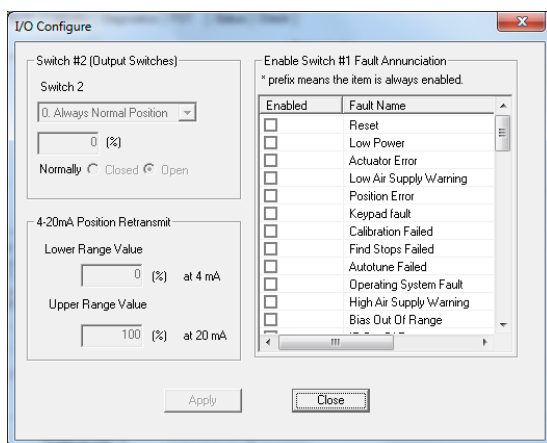 I/O Configure
Switch #2 (Output Switches)
Switch 2
0. Always Normal Position
0 (%)
Normally Closed Open
4-20mA Position Retransmit
Lower Range Value
0 (%) at 4 mA
Upper Range Value
100 (%) at 20 mA
Enable Switch #1 Fault Annunciation
* prefix means the item is always enabled.
Enabled Fault Name
Reset
Low Power
Actuator Error
Low Air Supply Warning
Position Error
Keypad fault
Calibration Failed
Find Stops Failed
Autotune Failed
Operating System Fault
High Air Supply Warning
Bias Out Of Range
Apply
Close